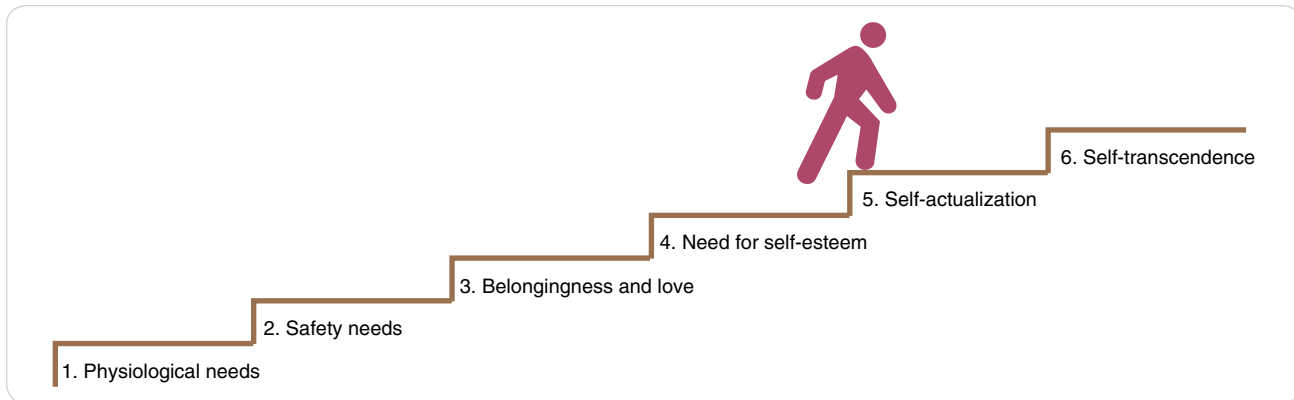 6. Self-transcendence
5. Self-actualization
4. Need for self-esteem
3. Belongingness and love
2. Safety needs
1. Physiological needs